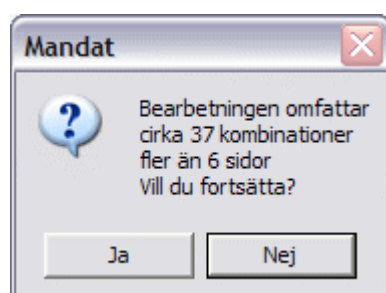 Mandat
Bearbetningen omfattar
cirka 37 kombinationer
fler än 6 sidor
Vill du fortsätta?
Ja
Nej